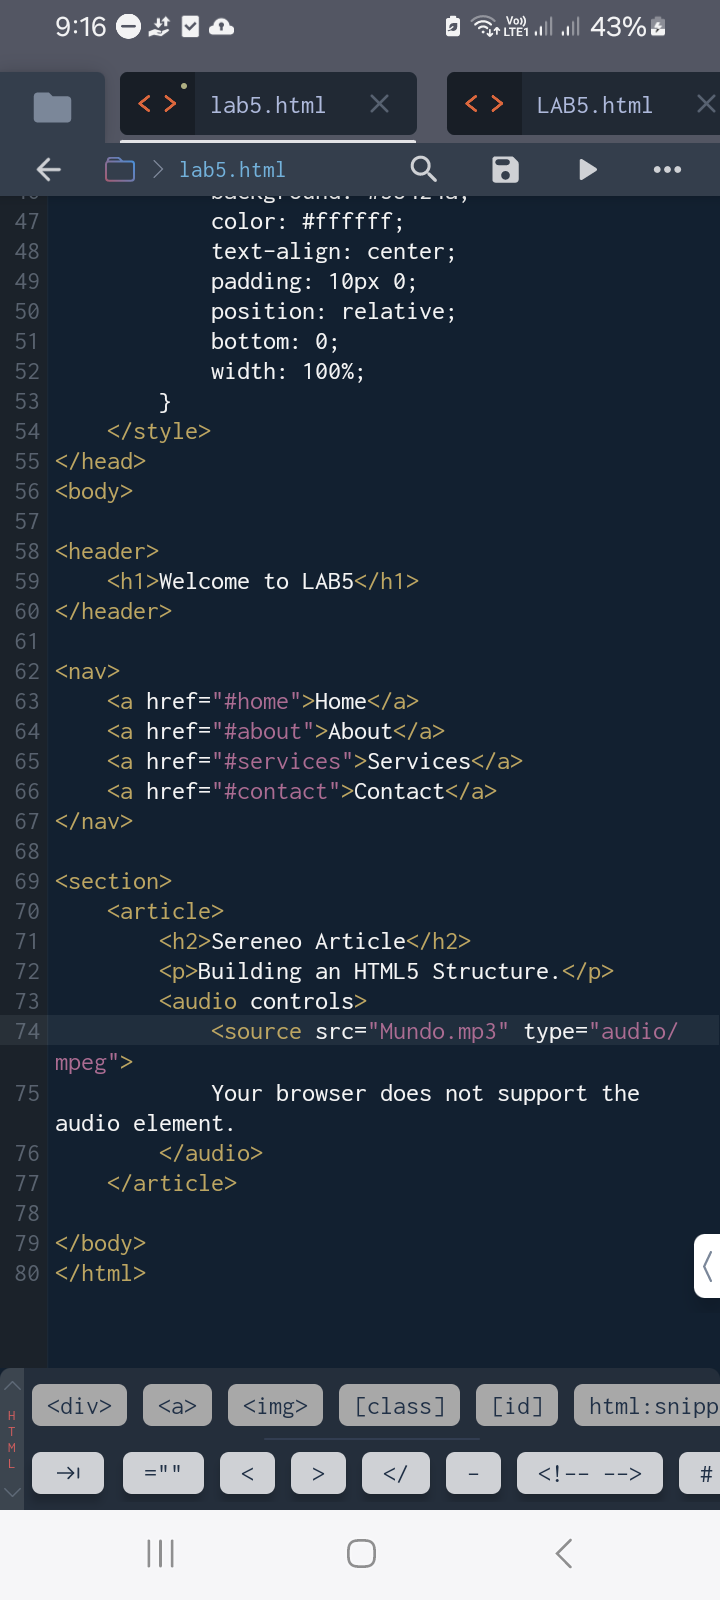 9:16 Vo)) LTE1 43%
lab5.html LAB5.html
lab5.html
47 color: #ffffff;
48 text-align: center;
49 padding: 10px 0;
50 position: relative;
51 bottom: 0;
52 width: 100%;
53 }
54 </style>
55 </head>
56 <body>
57
58 <header>
59 <h1>Welcome to LAB5</h1>
60 </header>
61
62 <nav>
63 <a href="#home">Home</a>
64 <a href="#about">About</a>
65 <a href="#services">Services</a>
66 <a href="#contact">Contact</a>
67 </nav>
68
69 <section>
70 <article>
71 <h2>Sereneo Article</h2>
72 <p>Building an HTML5 Structure.</p>
73 <audio controls>
74 <source src="Mundo.mp3" type="audio/
mpeg">
75 Your browser does not support the
audio element.
76 </audio>
77 </article>
78
79 </body>
80 </html>
HTML
<div> <a> <img> [class] [id] html:snipp
="" < > </ - <!-- --> #